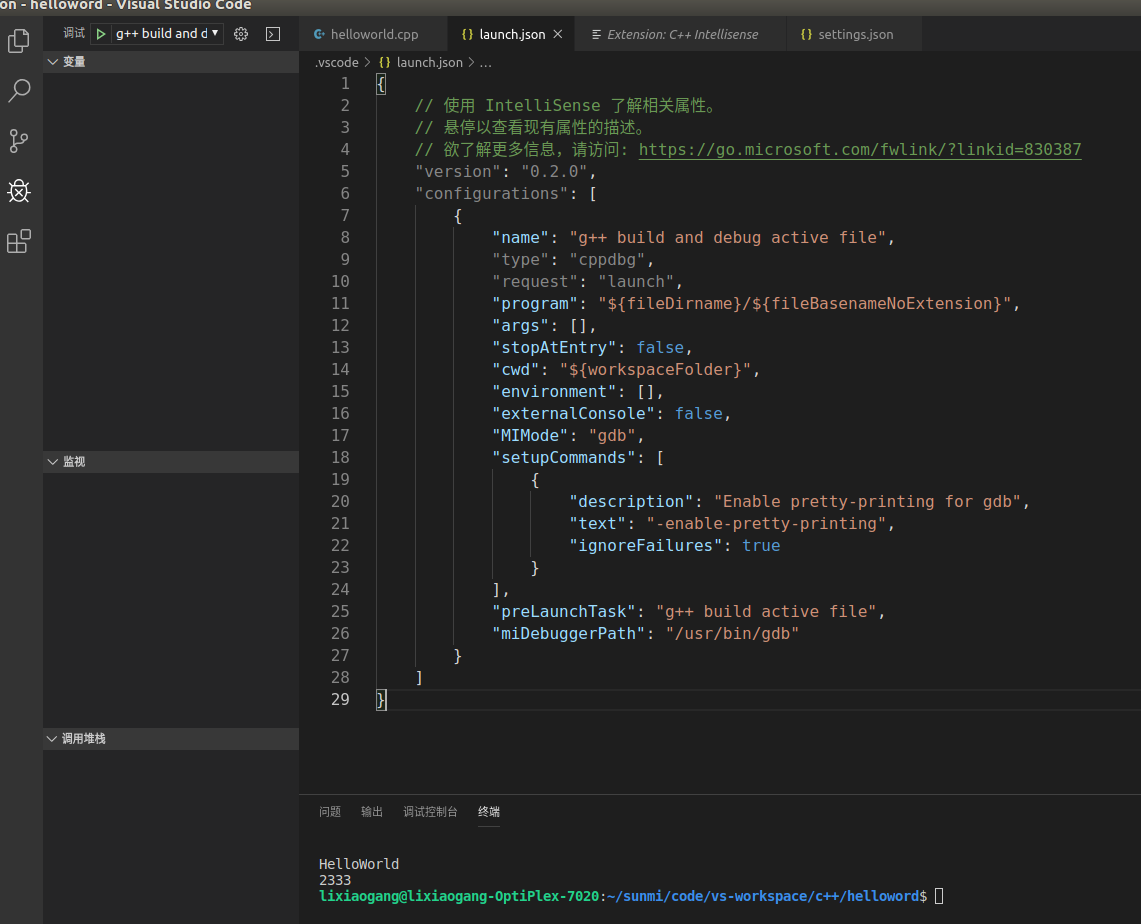 on - helloword - Visual Studio Code
调试 g++ build and d
helloworld.cpp
{} launch.json
Extension: C++ Intellisense
{} settings.json
变量
.vscode > {} launch.json > ...
1 {
2 // 使用 IntelliSense 了解相关属性。
3 // 悬停以查看现有属性的描述。
4 // 欲了解更多信息，请访问: https://go.microsoft.com/fwlink/?linkid=830387
5 "version": "0.2.0",
6 "configurations": [
7 {
8 "name": "g++ build and debug active file",
9 "type": "cppdbg",
10 "request": "launch",
11 "program": "${fileDirname}/${fileBasenameNoExtension}",
12 "args": [],
13 "stopAtEntry": false,
14 "cwd": "${workspaceFolder}",
15 "environment": [],
16 "externalConsole": false,
17 "MIMode": "gdb",
18 "setupCommands": [
19 {
20 "description": "Enable pretty-printing for gdb",
21 "text": "-enable-pretty-printing",
22 "ignoreFailures": true
23 }
24 ],
25 "preLaunchTask": "g++ build active file",
26 "miDebuggerPath": "/usr/bin/gdb"
27 }
28 ]
29 }
监视
调用堆栈
问题 输出 调试控制台 终端
HelloWorld
2333
lixiaogang@lixiaogang-OptiPlex-7020:~/sunmi/code/vs-workspace/c++/helloword$